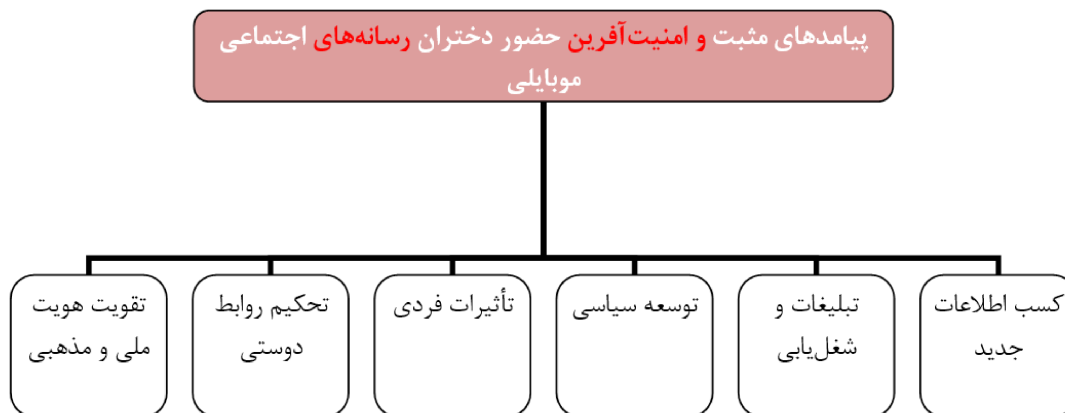 پیامدهای مثبت و امنیت‌آفرین حضور دختران رسانه‌های اجتماعی
موبایلی
کسب اطلاعات
جدید
تبلیغات و
شغل‌یابی
توسعه سیاسی
تأثیرات فردی
تحکیم روابط
دوستی
تقویت هویت
ملی و مذهبی